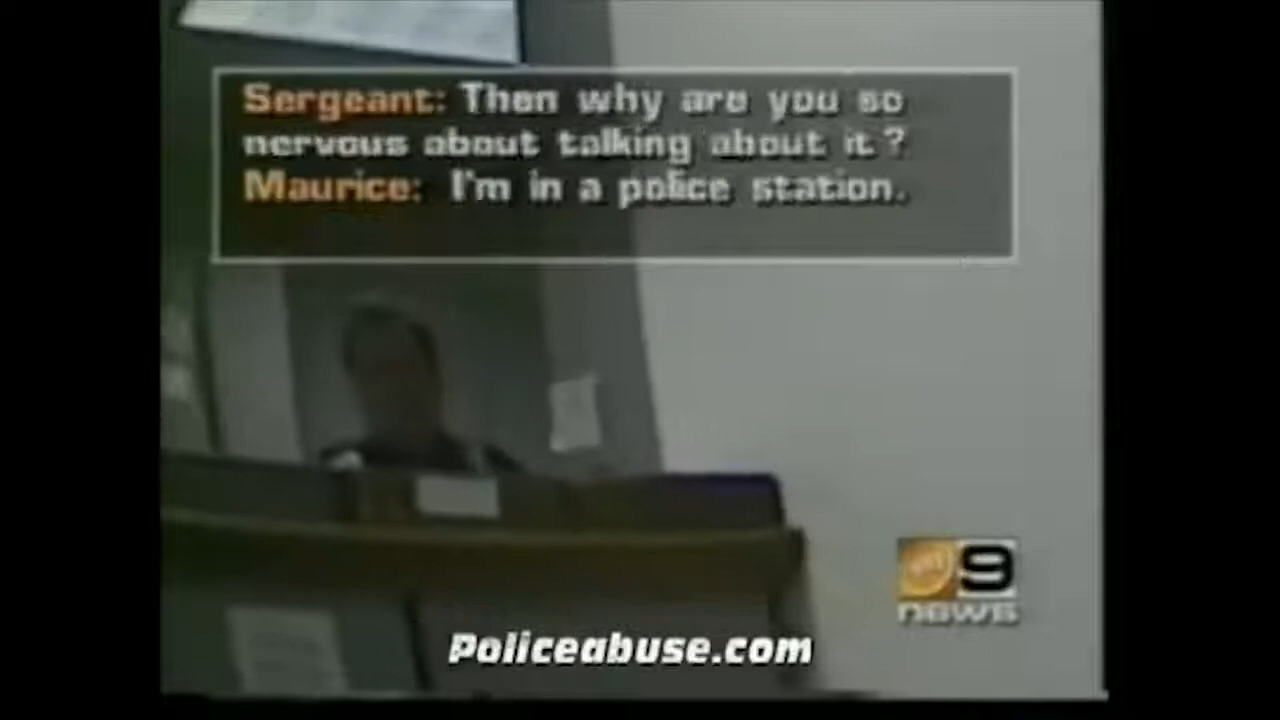 Sergeant: Then why are you so
nervous about talking about it?
Maurice: I'm in a police station.
9
news
Policeabuse.com